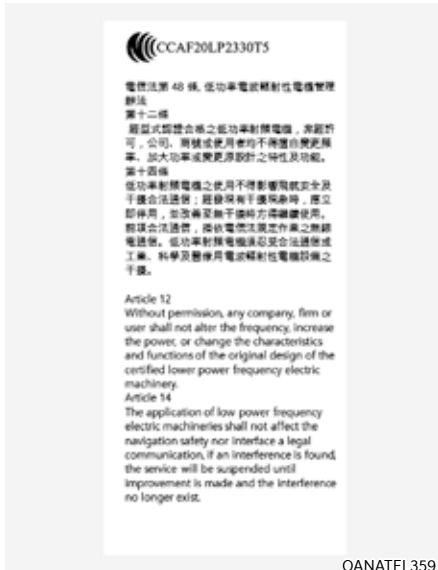 CCAF20LP2330T5
電信法第 48 條, 低功率電波輻射性電機管理
辦法
第十二條
經型式認證合格之低功率射頻電機，非經許
可，公司、商號或使用者均不得擅自變更頻
率、加大功率或變更原設計之特性及功能。
第十四條
低功率射頻電機之使用不得影響飛航安全及
干擾合法通信；經發現有干擾現象時，應立
即停用，並改善至無干擾時方得繼續使用。
前項合法通信，指依電信法規定作業之無線
電通信。低功率射頻電機須忍受合法通信或
工業、科學及醫療用電波輻射性電機設備之
干擾。
Article 12
Without permission, any company, firm or
user shall not alter the frequency, increase
the power, or change the characteristics
and functions of the original design of the
certified lower power frequency electric
machinery.
Article 14
The application of low power frequency
electric machineries shall not affect the
navigation safety nor interface a legal
communication, if an interference is found,
the service will be suspended until
improvement is made and the interference
no longer exist.
OANATEL359